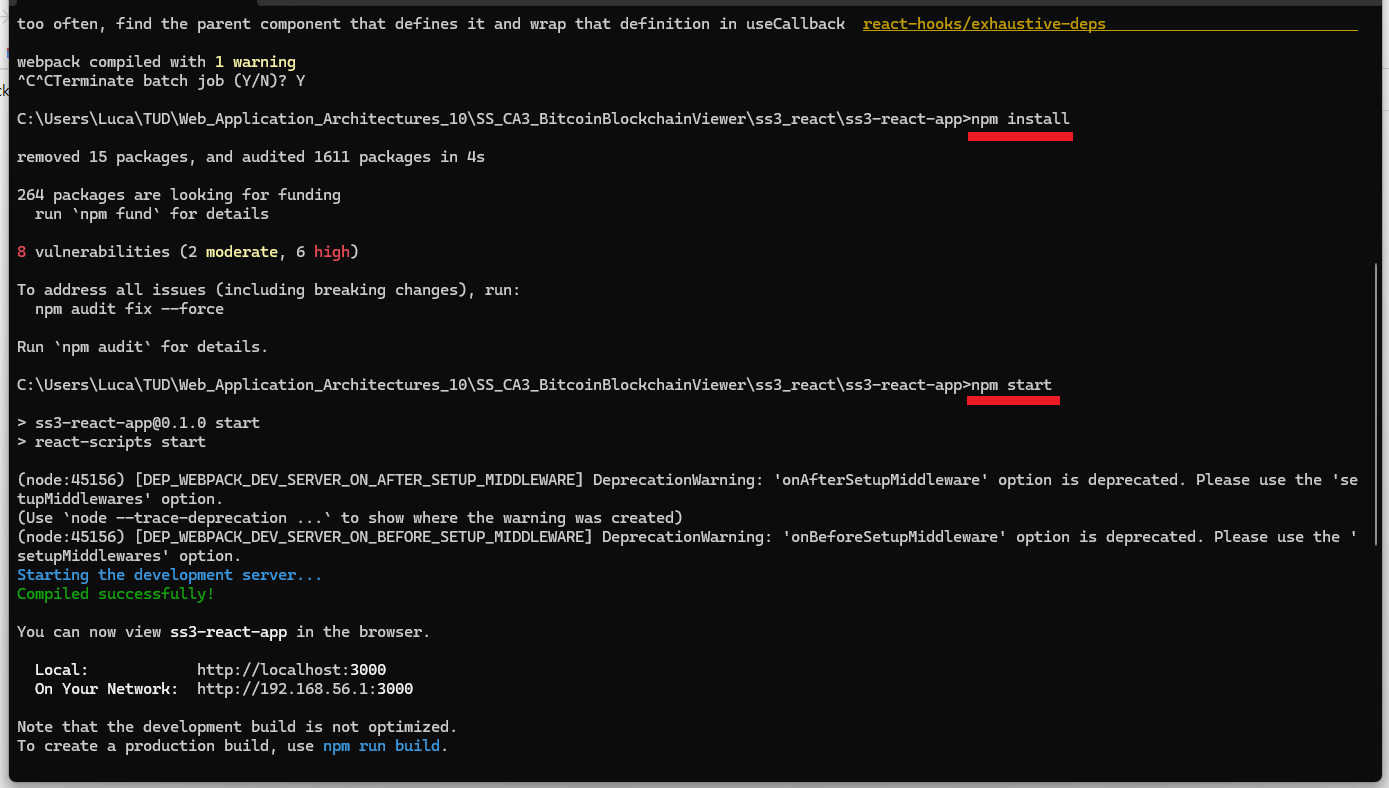 too often, find the parent component that defines it and wrap that definition in useCallback  react-hooks/exhaustive-deps
webpack compiled with 1 warning
^C^CTerminate batch job (Y/N)? Y
C:\Users\Luca\TUD\Web_Application_Architectures_10\SS_CA3_BitcoinBlockchainViewer\ss3_react\ss3-react-app>npm install
removed 15 packages, and audited 1611 packages in 4s
264 packages are looking for funding
  run `npm fund` for details
8 vulnerabilities (2 moderate, 6 high)
To address all issues (including breaking changes), run:
  npm audit fix --force
Run `npm audit` for details.
C:\Users\Luca\TUD\Web_Application_Architectures_10\SS_CA3_BitcoinBlockchainViewer\ss3_react\ss3-react-app>npm start
> ss3-react-app@0.1.0 start
> react-scripts start
(node:45156) [DEP_WEBPACK_DEV_SERVER_ON_AFTER_SETUP_MIDDLEWARE] DeprecationWarning: 'onAfterSetupMiddleware' option is deprecated. Please use the 'se
tupMiddlewares' option.
(Use `node --trace-deprecation ...` to show where the warning was created)
(node:45156) [DEP_WEBPACK_DEV_SERVER_ON_BEFORE_SETUP_MIDDLEWARE] DeprecationWarning: 'onBeforeSetupMiddleware' option is deprecated. Please use the '
setupMiddlewares' option.
Starting the development server...
Compiled successfully!
You can now view ss3-react-app in the browser.
  Local:            http://localhost:3000
  On Your Network:  http://192.168.56.1:3000
Note that the development build is not optimized.
To create a production build, use npm run build.